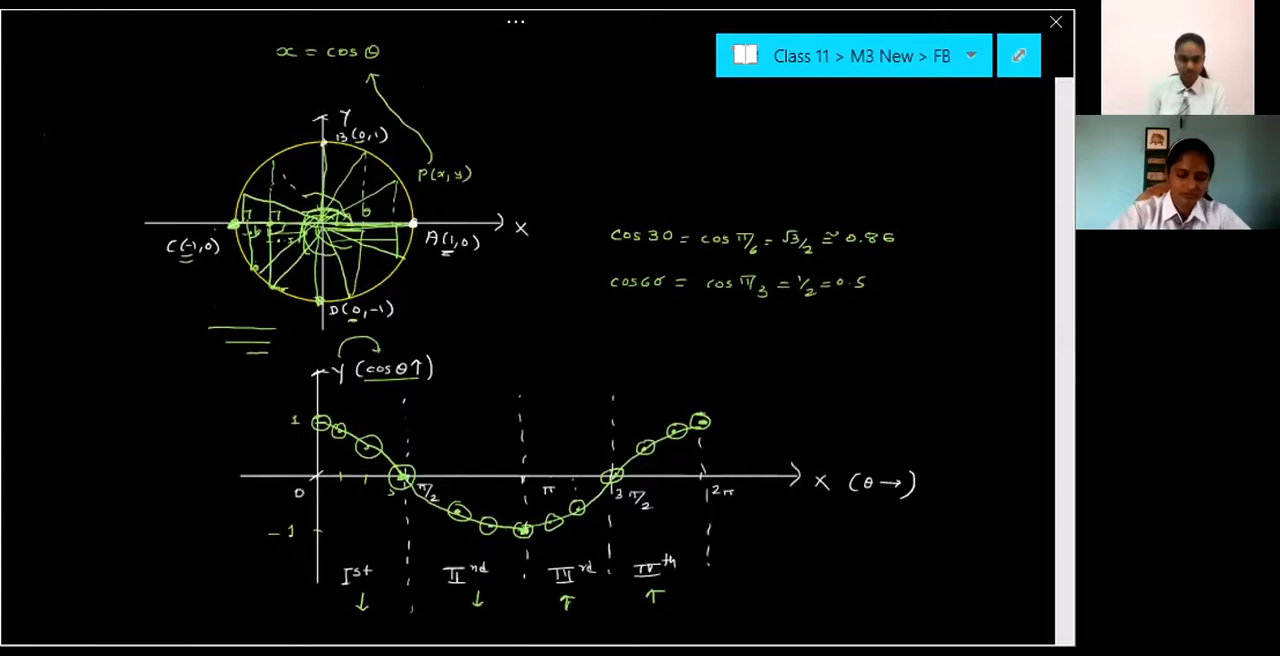 ...
Class 11 > M3 New > FB
x = cos θ
Y
B(0,1)
P(x, y)
X
C(-1,0)
A(1,0)
D(0,-1)
cos 30 = cos π/6 = √3/2 ≅ 0.86
cos 60 = cos π/3 = 1/2 = 0.5
Y (cos θ↑)
1
0
π/2
π
3π/2
2π
X (θ→)
-1
Ist
IInd
IIIrd
IVth
↓
↓
↑
↑